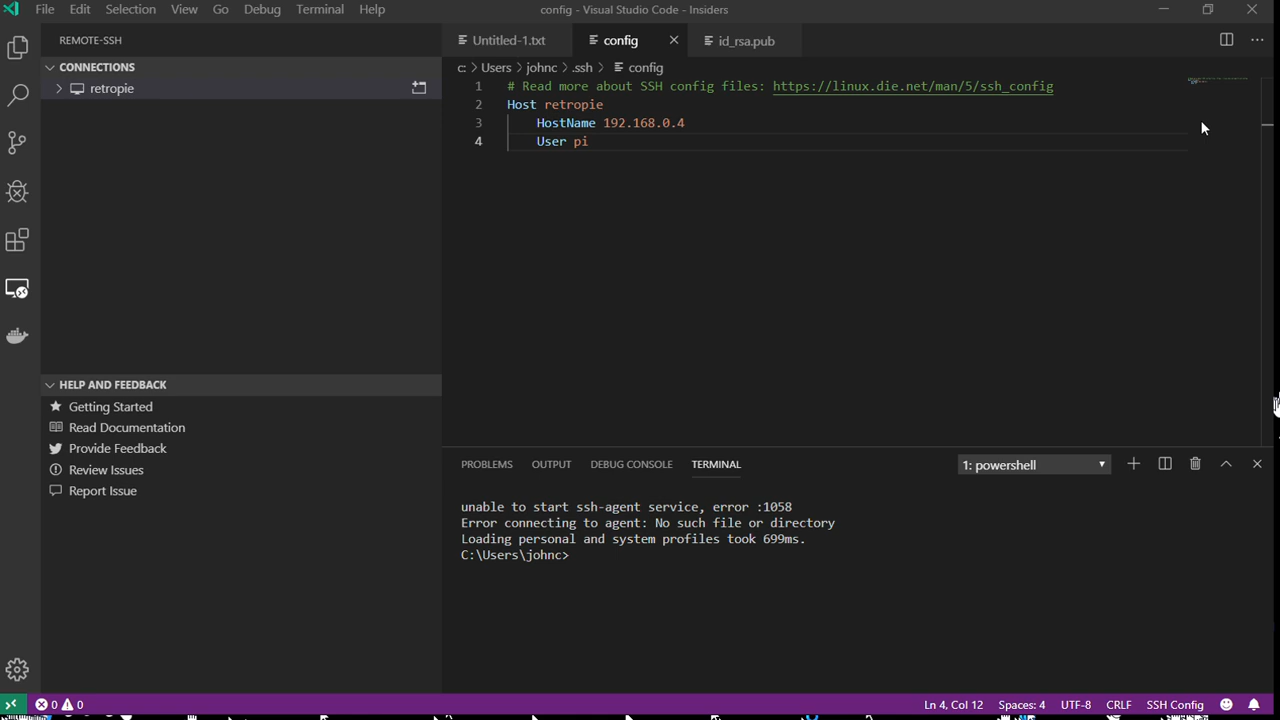 File Edit Selection View Go Debug Terminal Help config - Visual Studio Code - Insiders
REMOTE-SSH
CONNECTIONS
retropie
HELP AND FEEDBACK
Getting Started
Read Documentation
Provide Feedback
Review Issues
Report Issue
Untitled-1.txt config id_rsa.pub
c: > Users > johnc > .ssh > config
1 # Read more about SSH config files: https://linux.die.net/man/5/ssh_config
2 Host retropie
3 HostName 192.168.0.4
4 User pi
PROBLEMS OUTPUT DEBUG CONSOLE TERMINAL 1: powershell
unable to start ssh-agent service, error :1058
Error connecting to agent: No such file or directory
Loading personal and system profiles took 699ms.
C:\Users\johnc>
0 0 Ln 4, Col 12 Spaces: 4 UTF-8 CRLF SSH Config